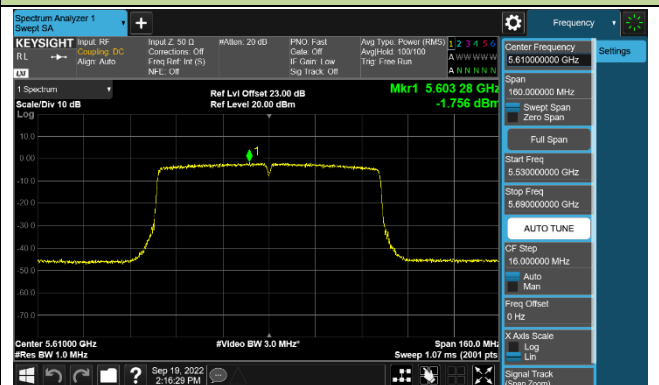 Spectrum Analyzer 1
Swept SA
Frequency
KEYSIGHT
RL
LXI
Input: RF
Coupling: DC
Align: Auto
Input Z: 50 Ω
Corrections: Off
Freq Ref: Int (S)
NFE: Off
#Atten: 20 dB
PNO: Fast
Gate: Off
IF Gain: Low
Sig Track: Off
Avg Type: Power (RMS)
Avg|Hold: 100/100
Trig: Free Run
1 2 3 4 5 6
A W W W W W
A N N N N N
1 Spectrum
Scale/Div 10 dB
Log
Ref Lvl Offset 23.00 dB
Ref Level 20.00 dBm
Mkr1 5.603 28 GHz
-1.756 dBm
1
10.0
0.00
-10.0
-20.0
-30.0
-40.0
-50.0
-60.0
-70.0
Center 5.61000 GHz
#Res BW 1.0 MHz
#Video BW 3.0 MHz*
Span 160.0 MHz
Sweep 1.07 ms (2001 pts)
Sep 19, 2022
2:16:29 PM
Center Frequency
5.610000000 GHz
Span
160.000000 MHz
Swept Span
Zero Span
Full Span
Start Freq
5.530000000 GHz
Stop Freq
5.690000000 GHz
AUTO TUNE
CF Step
16.000000 MHz
Auto
Man
Freq Offset
0 Hz
X Axis Scale
Log
Lin
Signal Track
(Span Zoom)
Settings